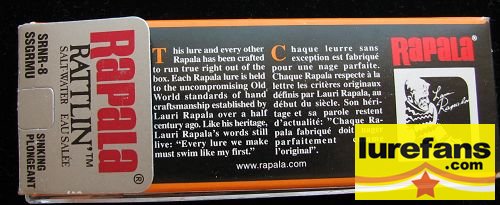 RAPALA
RATTLIN'™
SALTWATER EAU SALEE
SRNR-8
SSGRMU
SINKING
PLONGEANT
®
This lure and every other
Rapala has been crafted
to run true right out of the
box. Each Rapala lure is held
to the uncompromising Old
World standards of hand
craftsmanship established by
Lauri Rapala over a half
century ago. Like his heritage,
Lauri Rapala's words still
live: “Every lure we make
must swim like my first.”
Chaque leurre sans
exception est fabriqué
pour une nage parfaite.
Chaque Rapala respecte à la
lettre les critères originaux
définis par Lauri Rapala, au
début du siècle. Son héri-
tage et sa parole restent
d'actualité: "Chaque Ra-
pala fabriqué doit nager
parfaitement
l'original".
www.rapala.com
RAPALA
Lauri Rapala
lurefans
.com